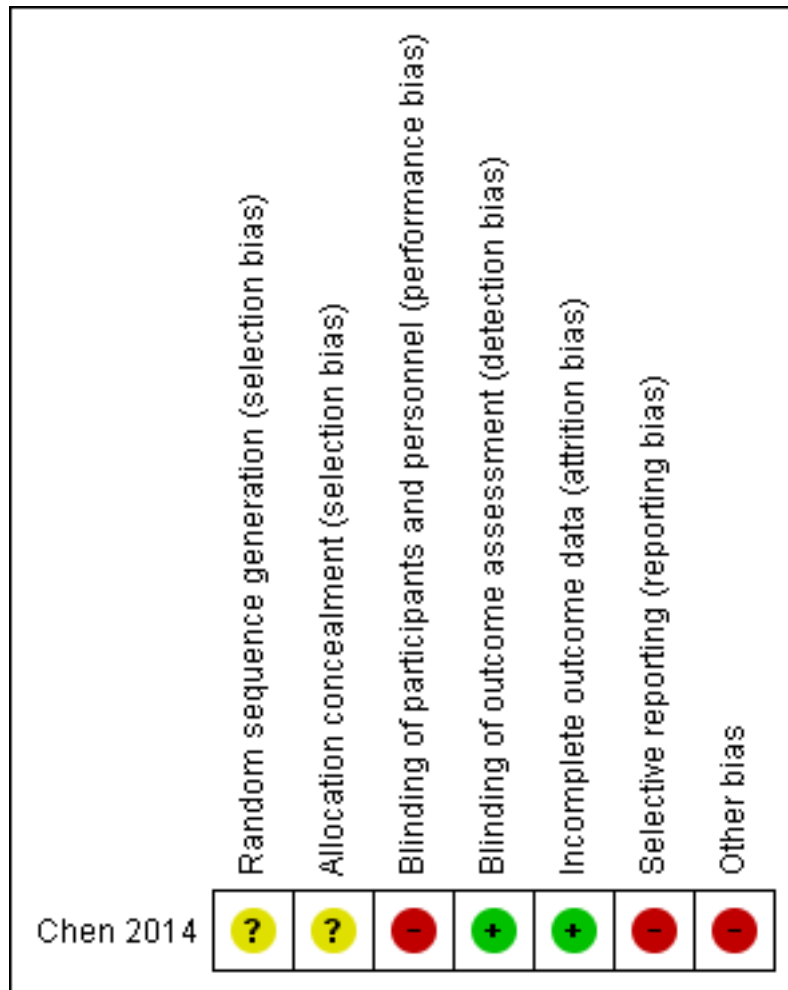 Random sequence generation (selection bias)
Allocation concealment (selection bias)
Blinding of participants and personnel (performance bias)
Blinding of outcome assessment (detection bias)
Incomplete outcome data (attrition bias)
Selective reporting (reporting bias)
Other bias
Chen 2014 ? ? - + + - -